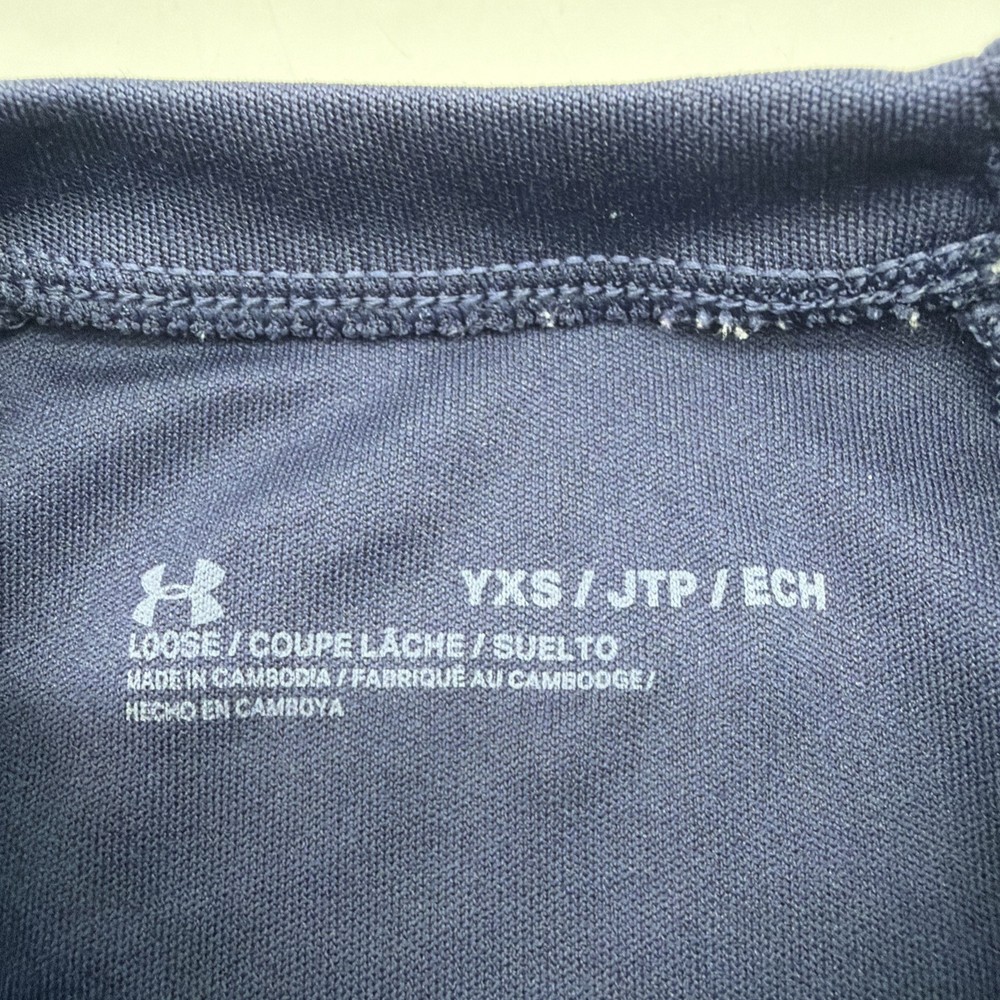 YXS / JTP / ECH
LOOSE / COUPE LÂCHE / SUELTO
MADE IN CAMBODIA / FABRIQUÉ AU CAMBODGE /
HECHO EN CAMBOYA